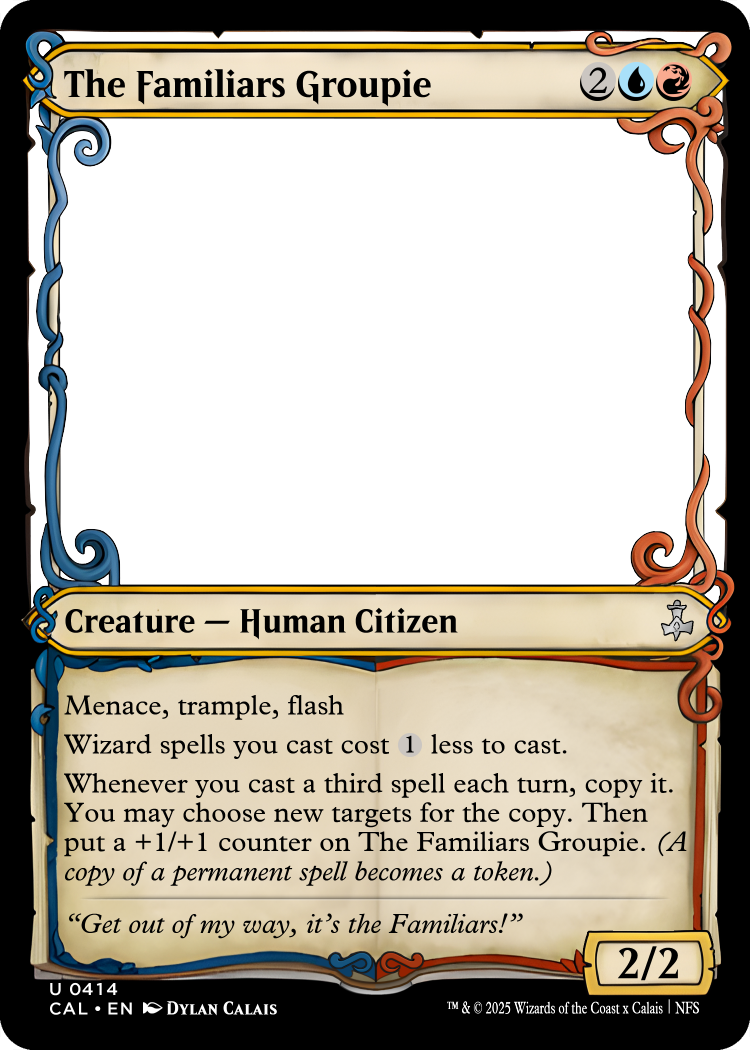 The Familiars Groupie 2
Creature — Human Citizen
Menace, trample, flash
Wizard spells you cast cost 1 less to cast.
Whenever you cast a third spell each turn, copy it.
You may choose new targets for the copy. Then
put a +1/+1 counter on The Familiars Groupie. (A
copy of a permanent spell becomes a token.)
“Get out of my way, it’s the Familiars!”
2/2
U 0414
CAL • EN Dylan Calais
™ & © 2025 Wizards of the Coast x Calais | NFS